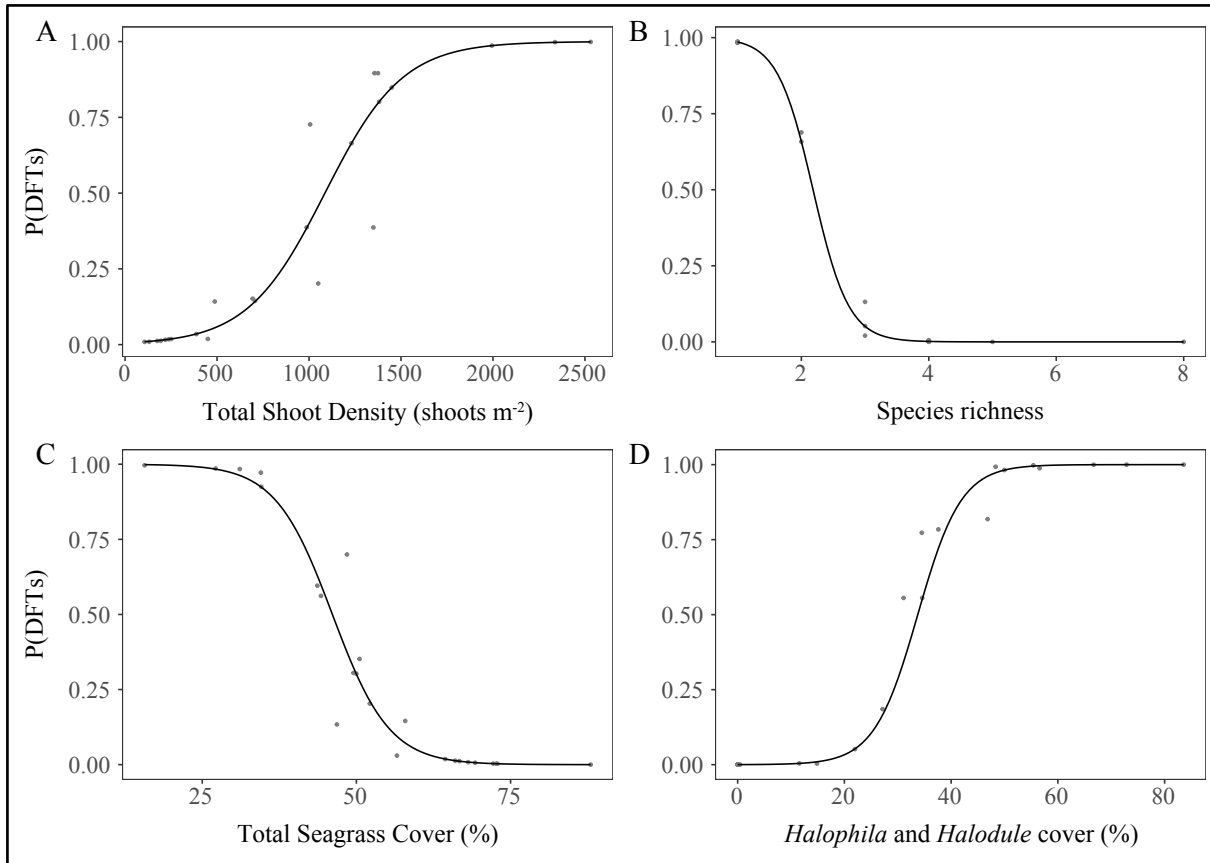 A
1.00
0.75
0.50
0.25
0.00
P(DFTs)
0 500 1000 1500 2000 2500
Total Shoot Density (shoots m⁻²)
B
1.00
0.75
0.50
0.25
0.00
2 4 6 8
Species richness
C
1.00
0.75
0.50
0.25
0.00
P(DFTs)
25 50 75
Total Seagrass Cover (%)
D
1.00
0.75
0.50
0.25
0.00
0 20 40 60 80
Halophila and Halodule cover (%)